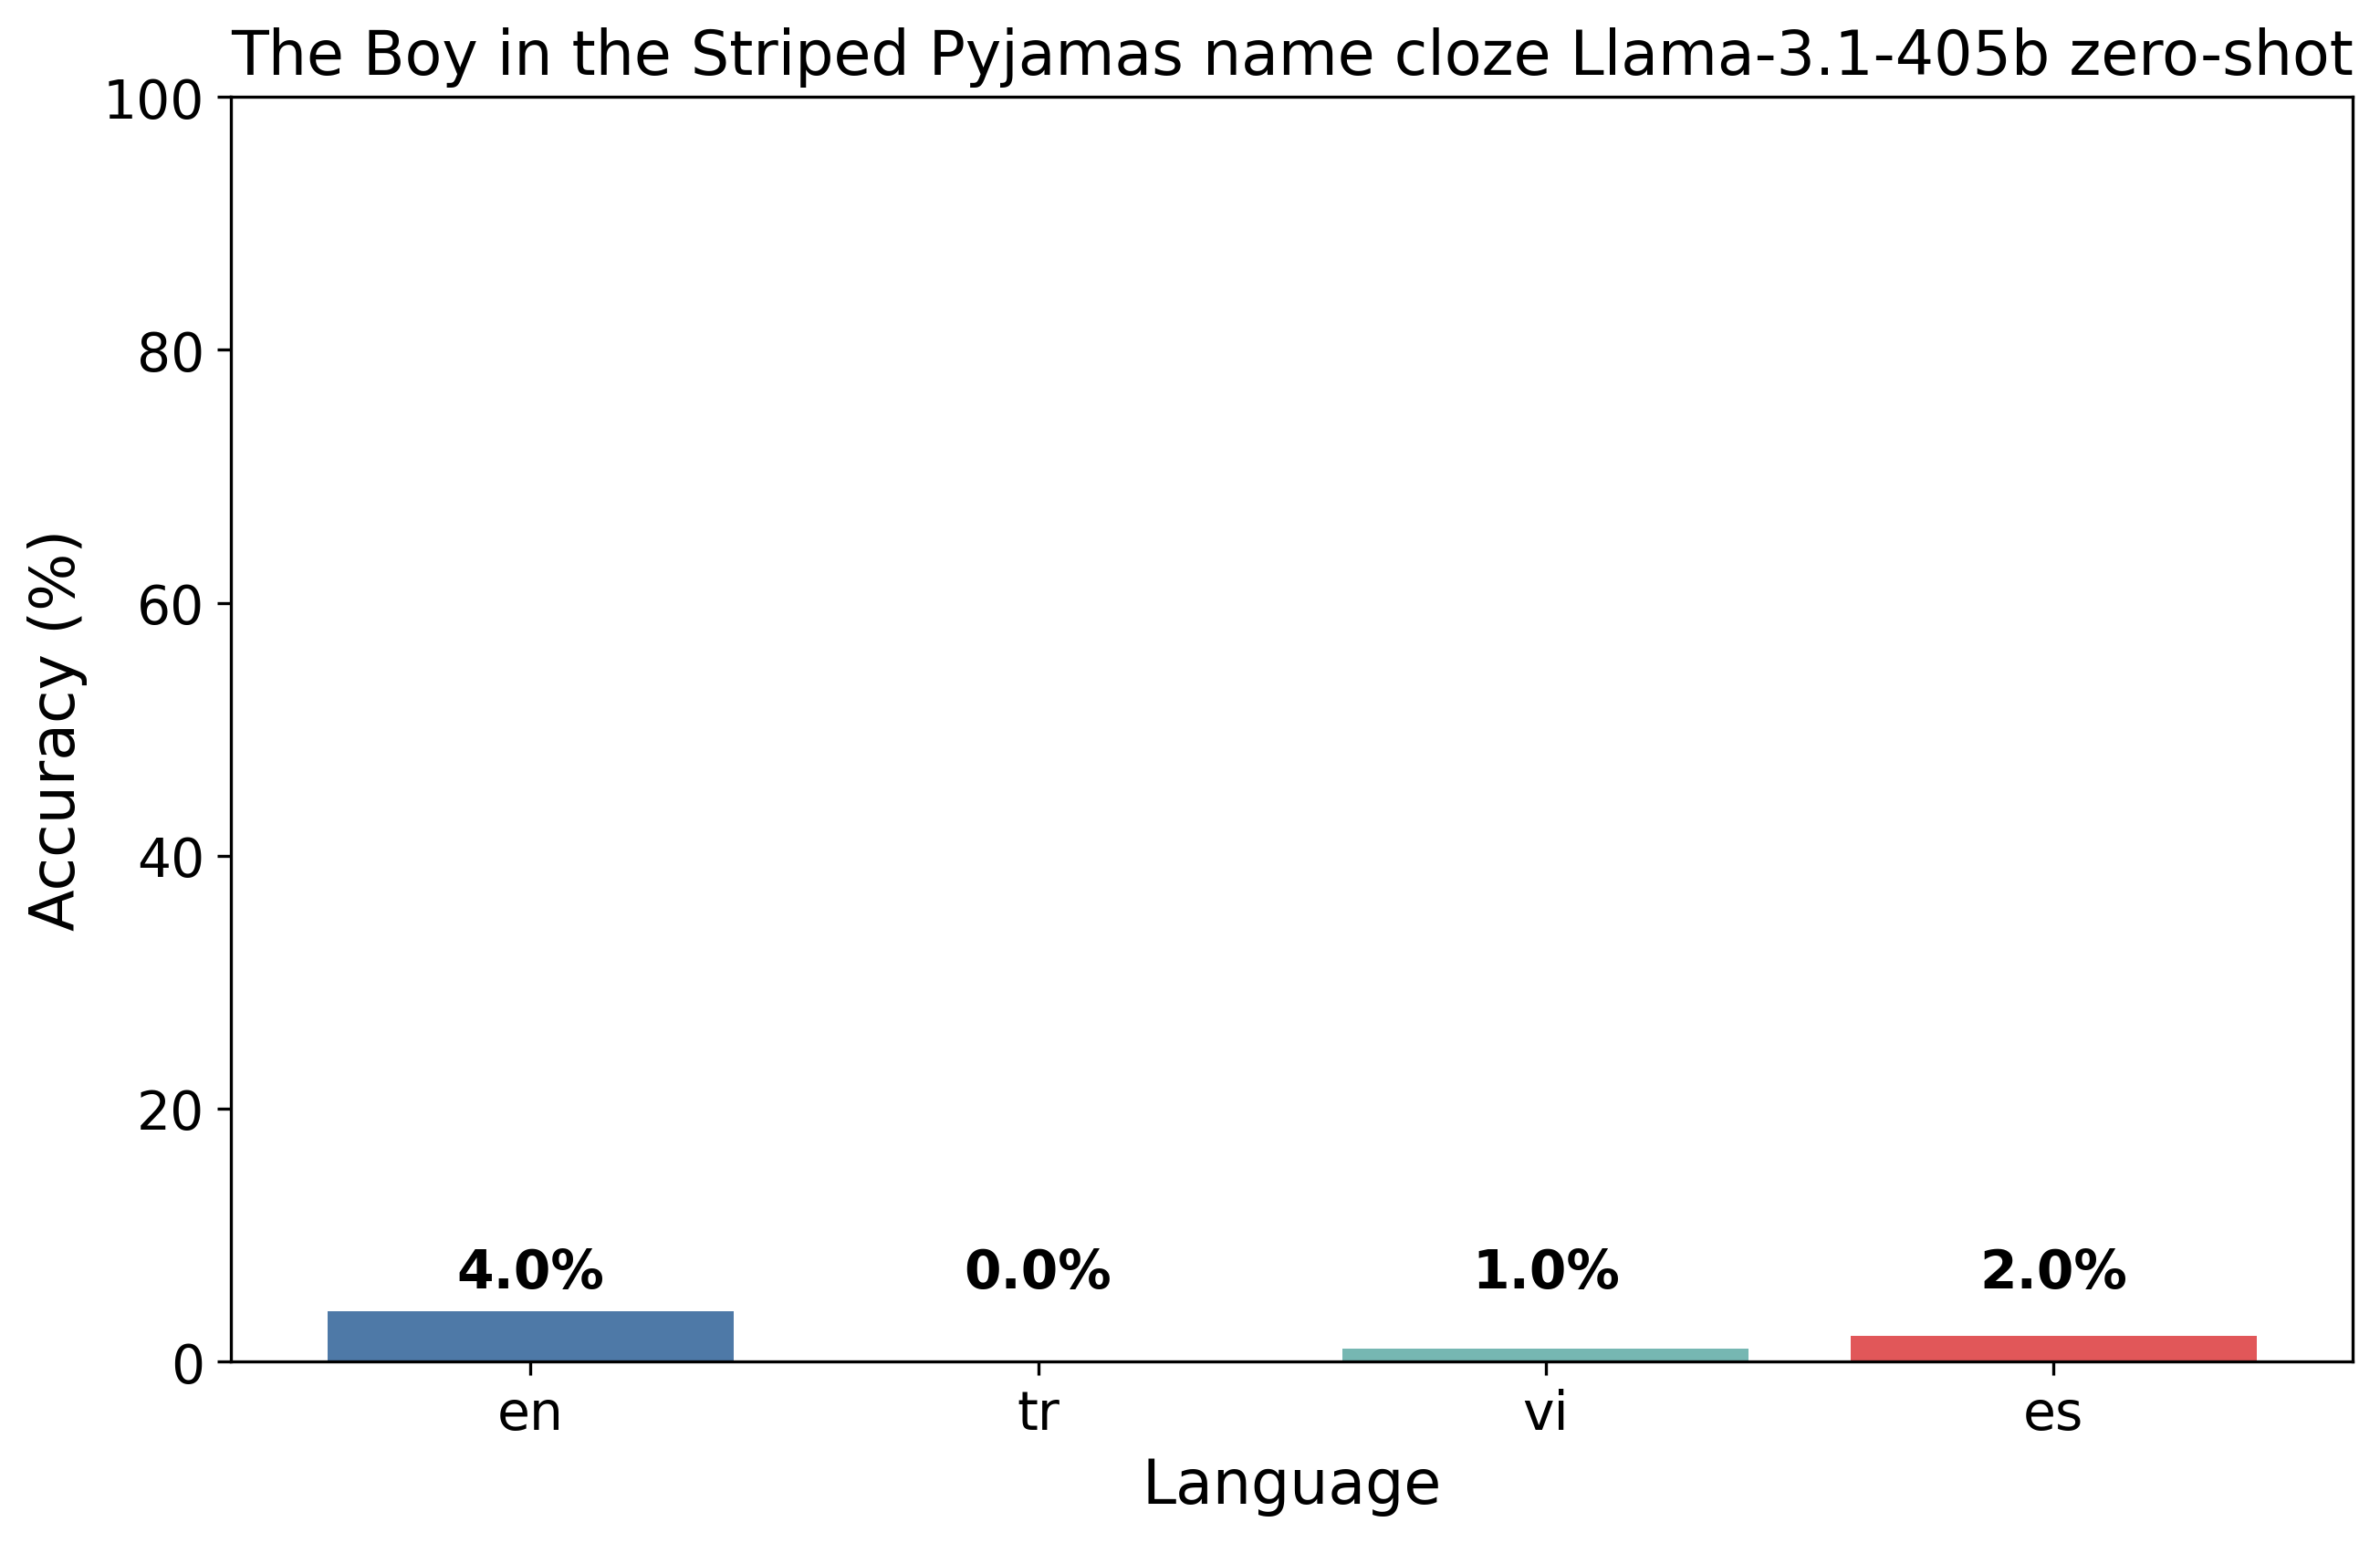 The Boy in the Striped Pyjamas name cloze Llama-3.1-405b zero-shot
100
80
60
40
20
0
Accuracy (%)
4.0%
0.0%
1.0%
2.0%
en
tr
vi
es
Language